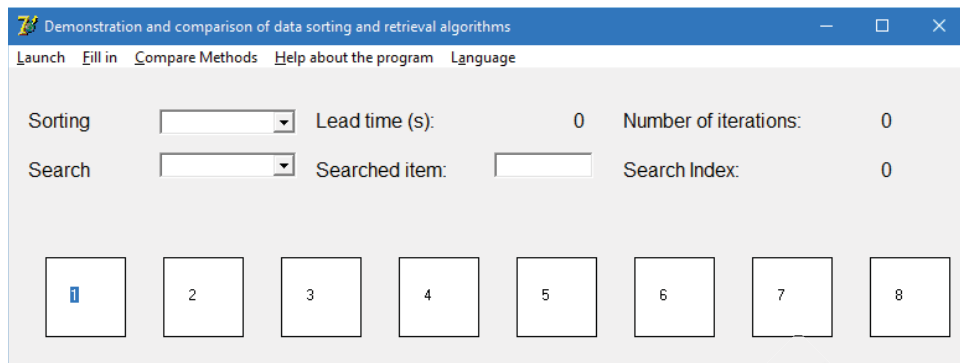 Demonstration and comparison of data sorting and retrieval algorithms
Launch Fill in Compare Methods Help about the program Language
Sorting Lead time (s): 0 Number of iterations: 0
Search Searched item: Search Index: 0
1 2 3 4 5 6 7 8